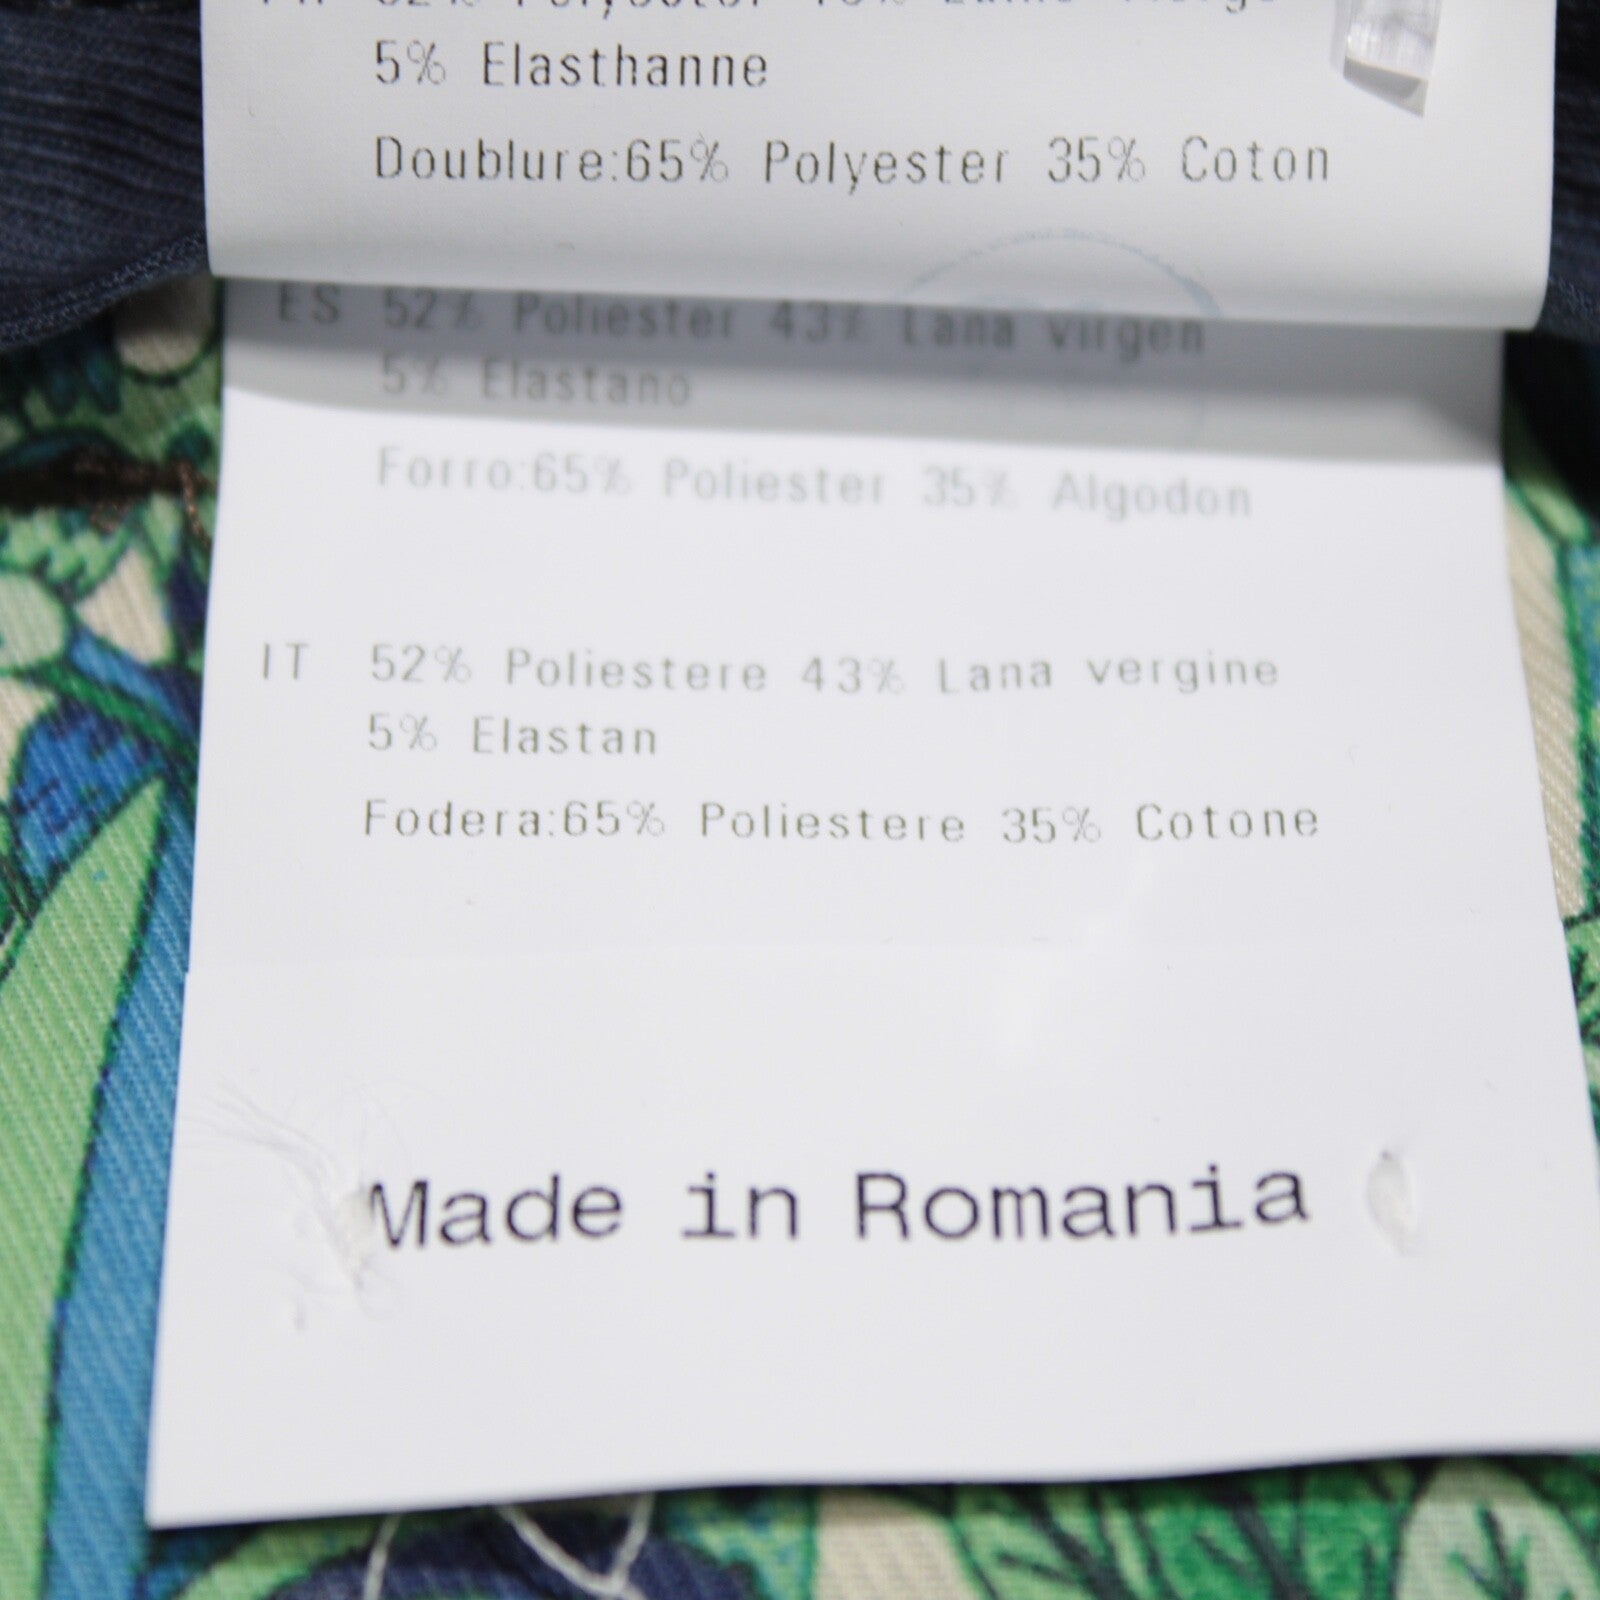 5% Elasthanne
Doublure:65% Polyester 35% Coton
ES 52% Poliester 43% Lana virgen
5% Elastano
Forro:65% Poliester 35% Algodon
IT 52% Poliestere 43% Lana vergine
5% Elastan
Fodera:65% Poliestere 35% Cotone
Made in Romania